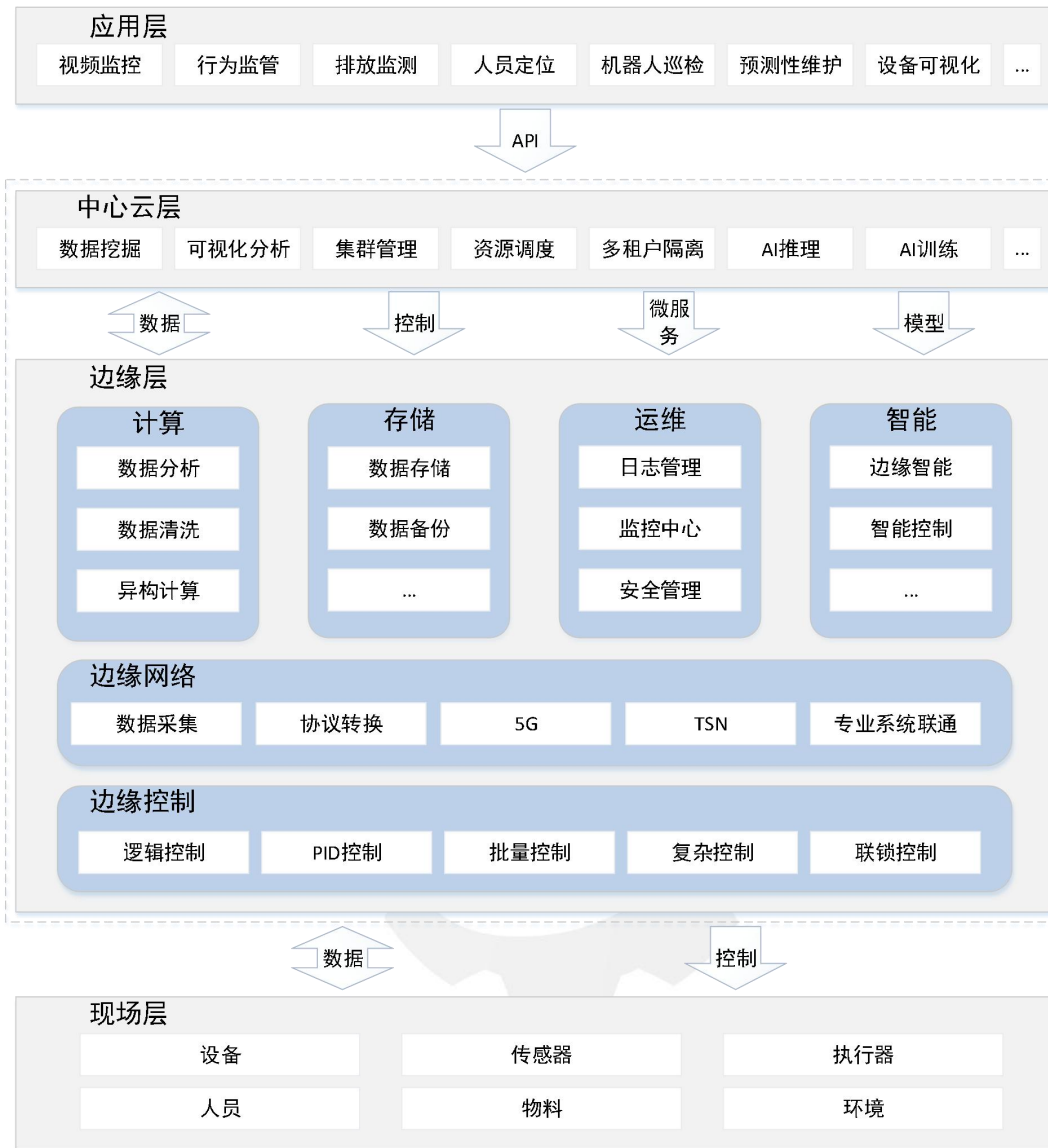 应用层
视频监控 行为监管 排放监测 人员定位 机器人巡检 预测性维护 设备可视化 ...
API
中心云层
数据挖掘 可视化分析 集群管理 资源调度 多租户隔离 AI推理 AI训练 ...
数据 控制 微服 模型
务
边缘层
计算 存储 运维 智能
数据分析 数据存储 日志管理 边缘智能
数据清洗 数据备份 监控中心 智能控制
异构计算 ... 安全管理 ...
边缘网络
数据采集 协议转换 5G TSN 专业系统联通
边缘控制
逻辑控制 PID控制 批量控制 复杂控制 联锁控制
数据 控制
现场层
设备 传感器 执行器
人员 物料 环境